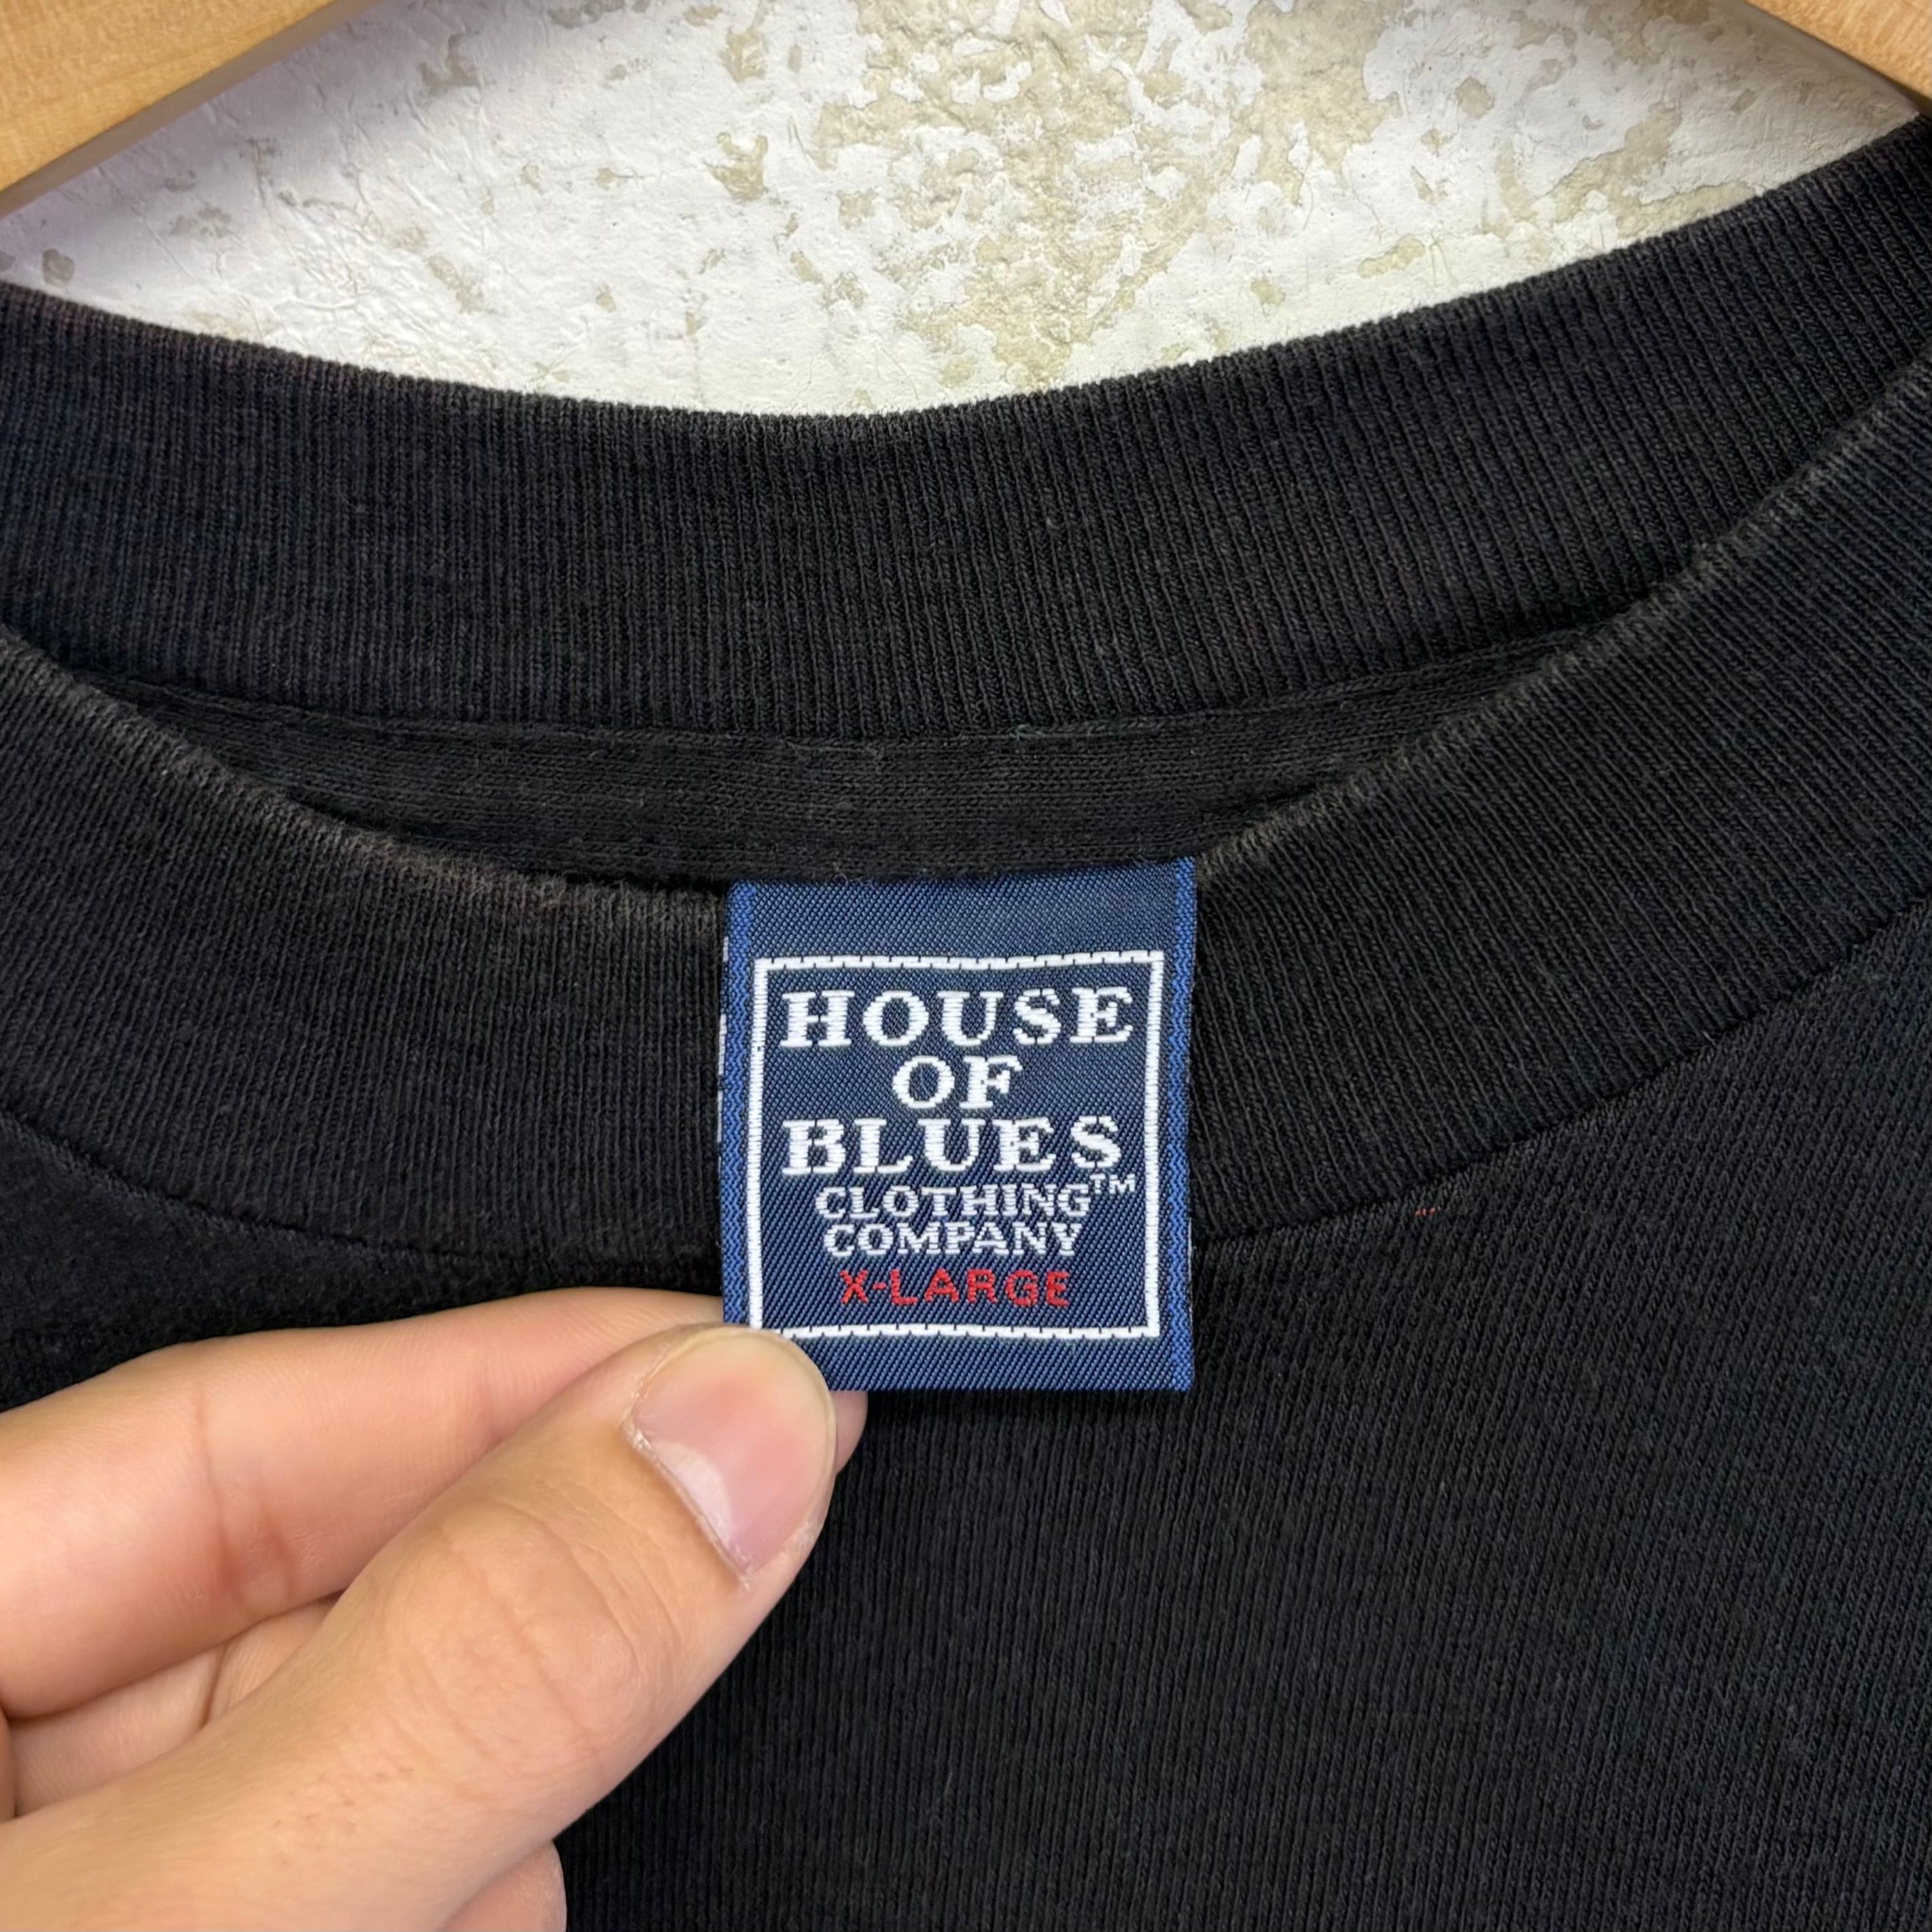 HOUSE
OF
BLUES
CLOTHING™
COMPANY
X-LARGE